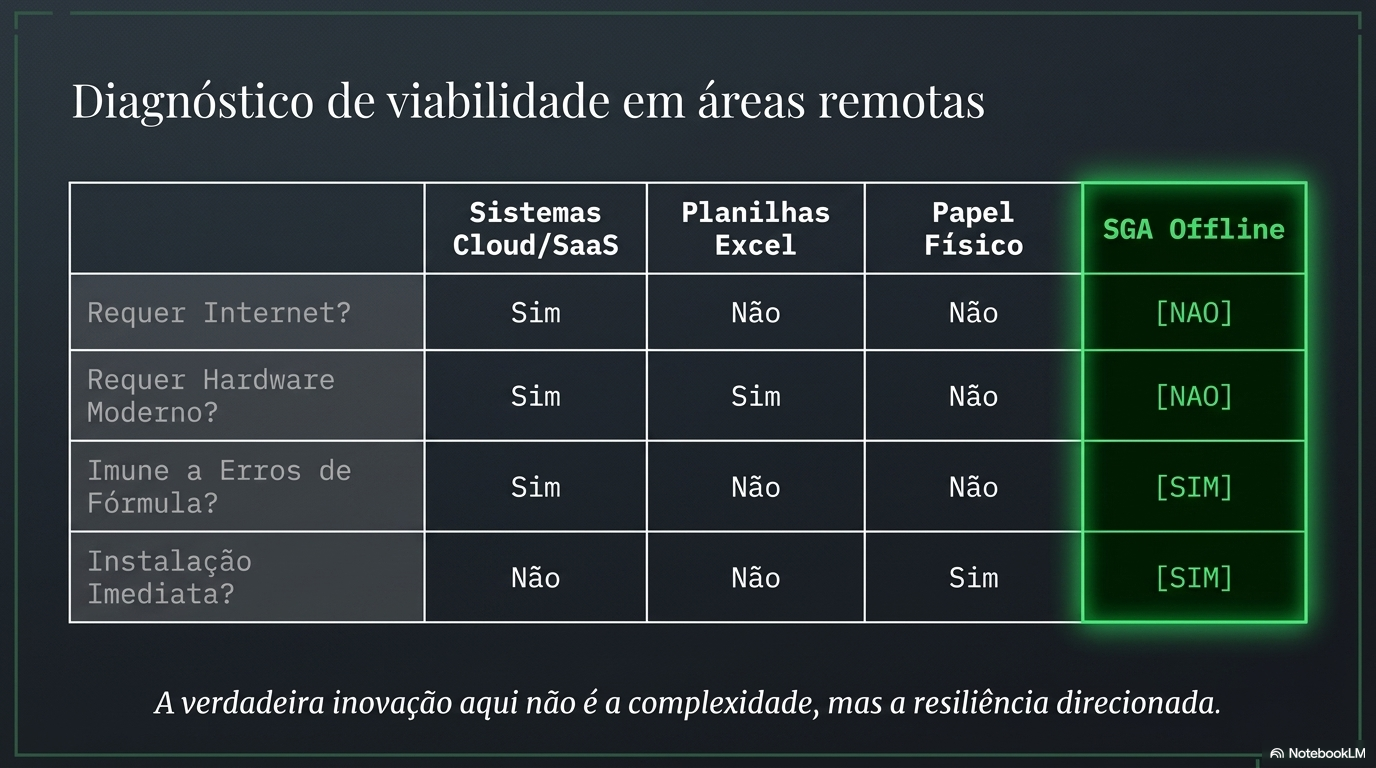 Diagnóstico de viabilidade em áreas remotas
Sistemas
Cloud/SaaS
Planilhas
Excel
Papel
Físico
SGA Offline
Requer Internet?
Sim
Não
Não
[NAO]
Requer Hardware
Moderno?
Sim
Sim
Não
[NAO]
Imune a Erros de
Fórmula?
Sim
Não
Não
[SIM]
Instalação
Imediata?
Não
Não
Sim
[SIM]
A verdadeira inovação aqui não é a complexidade, mas a resiliência direcionada.
NotebookLM